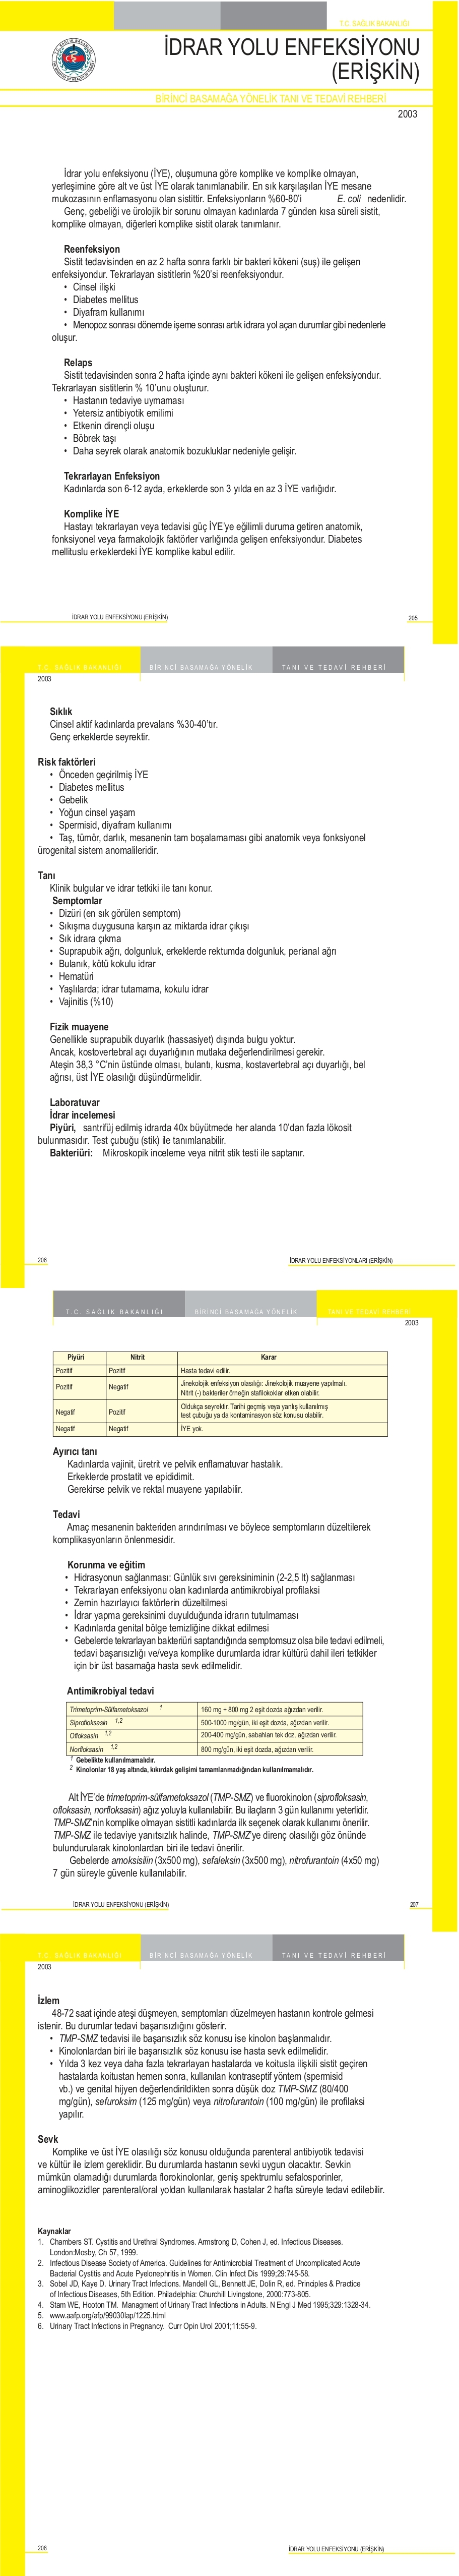 T.C. SAĞLIK BAKANLIĞI
İDRAR YOLU ENFEKSİYONU
(ERİŞKİN)
BİRİNCİ BASAMAĞA YÖNELİK TANI VE TEDAVİ REHBERİ
2003
İdrar yolu enfeksiyonu (İYE), oluşumuna göre komplike ve komplike olmayan,
yerleşimine göre alt ve üst İYE olarak tanımlanabilir. En sık karşılaşılan İYE mesane
mukozasının enflamasyonu olan sistittir. Enfeksiyonların %60-80'i E. coli nedenlidir.
Genç, gebeliği ve ürolojik bir sorunu olmayan kadınlarda 7 günden kısa süreli sistit,
komplike olmayan, diğerleri komplike sistit olarak tanımlanır.
Reenfeksiyon
Sistit tedavisinden en az 2 hafta sonra farklı bir bakteri kökeni (suş) ile gelişen
enfeksiyondur. Tekrarlayan sistitlerin %20'si reenfeksiyondur.
• Cinsel ilişki
• Diabetes mellitus
• Diyafram kullanımı
• Menopoz sonrası dönemde işeme sonrası artık idrara yol açan durumlar gibi nedenlerle
oluşur.
Relaps
Sistit tedavisinden sonra 2 hafta içinde aynı bakteri kökeni ile gelişen enfeksiyondur.
Tekrarlayan sistitlerin % 10'unu oluşturur.
• Hastanın tedaviye uymaması
• Yetersiz antibiyotik emilimi
• Etkenin dirençli oluşu
• Böbrek taşı
• Daha seyrek olarak anatomik bozukluklar nedeniyle gelişir.
Tekrarlayan Enfeksiyon
Kadınlarda son 6-12 ayda, erkeklerde son 3 yılda en az 3 İYE varlığıdır.
Komplike İYE
Hastayı tekrarlayan veya tedavisi güç İYE'ye eğilimli duruma getiren anatomik,
fonksiyonel veya farmakolojik faktörler varlığında gelişen enfeksiyondur. Diabetes
mellituslu erkeklerdeki İYE komplike kabul edilir.
İDRAR YOLU ENFEKSİYONU (ERİŞKİN)
205
T.C. SAĞLIK BAKANLIĞI BİRİNCİ BASAMAĞA YÖNELİK TANI VE TEDAVİ REHBERİ
2003
Sıklık
Cinsel aktif kadınlarda prevalans %30-40'tır.
Genç erkeklerde seyrektir.
Risk faktörleri
• Önceden geçirilmiş İYE
• Diabetes mellitus
• Gebelik
• Yoğun cinsel yaşam
• Spermisid, diyafram kullanımı
• Taş, tümör, darlık, mesanenin tam boşalamaması gibi anatomik veya fonksiyonel
ürogenital sistem anomalileridir.
Tanı
Klinik bulgular ve idrar tetkiki ile tanı konur.
Semptomlar
• Dizüri (en sık görülen semptom)
• Sıkışma duygusuna karşın az miktarda idrar çıkışı
• Sık idrara çıkma
• Suprapubik ağrı, dolgunluk, erkeklerde rektumda dolgunluk, perianal ağrı
• Bulanık, kötü kokulu idrar
• Hematüri
• Yaşlılarda; idrar tutamama, kokulu idrar
• Vajinitis (%10)
Fizik muayene
Genellikle suprapubik duyarlık (hassasiyet) dışında bulgu yoktur.
Ancak, kostovertebral açı duyarlığının mutlaka değerlendirilmesi gerekir.
Ateşin 38,3 °C'nin üstünde olması, bulantı, kusma, kostavertebral açı duyarlığı, bel
ağrısı, üst İYE olasılığı düşündürmelidir.
Laboratuvar
İdrar incelemesi
Piyüri, santrifüj edilmiş idrarda 40x büyütmede her alanda 10'dan fazla lökosit
bulunmasıdır. Test çubuğu (stik) ile tanımlanabilir.
Bakteriüri: Mikroskopik inceleme veya nitrit stik testi ile saptanır.
206
İDRAR YOLU ENFEKSİYONLARI (ERİŞKİN)
T.C. SAĞLIK BAKANLIĞI BİRİNCİ BASAMAĞA YÖNELİK TANI VE TEDAVİ REHBERİ
2003
Piyüri Nitrit Karar
Pozitif Pozitif Hasta tedavi edilir.
Pozitif Negatif Jinekolojik enfeksiyon olasılığı: Jinekolojik muayene yapılmalı.
Nitrit (-) bakteriler örneğin stafilokoklar etken olabilir.
Negatif Pozitif Oldukça seyrektir. Tarihi geçmiş veya yanlış kullanılmış
test çubuğu ya da kontaminasyon söz konusu olabilir.
Negatif Negatif İYE yok.
Ayırıcı tanı
Kadınlarda vajinit, üretrit ve pelvik enflamatuvar hastalık.
Erkeklerde prostatit ve epididimit.
Gerekirse pelvik ve rektal muayene yapılabilir.
Tedavi
Amaç mesanenin bakteriden arındırılması ve böylece semptomların düzeltilerek
komplikasyonların önlenmesidir.
Korunma ve eğitim
• Hidrasyonun sağlanması: Günlük sıvı gereksiniminin (2-2,5 lt) sağlanması
• Tekrarlayan enfeksiyonu olan kadınlarda antimikrobiyal profilaksi
• Zemin hazırlayıcı faktörlerin düzeltilmesi
• İdrar yapma gereksinimi duyulduğunda idrarın tutulmaması
• Kadınlarda genital bölge temizliğine dikkat edilmesi
• Gebelerde tekrarlayan bakteriüri saptandığında semptomsuz olsa bile tedavi edilmeli,
tedavi başarısızlığı ve/veya komplike durumlarda idrar kültürü dahil ileri tetkikler
için bir üst basamağa hasta sevk edilmelidir.
Antimikrobiyal tedavi
Trimetoprim-Sülfametoksazol 1 160 mg + 800 mg 2 eşit dozda ağızdan verilir.
Siprofloksasin 1,2 500-1000 mg/gün, iki eşit dozda, ağızdan verilir.
Ofloksasin 1,2 200-400 mg/gün, sabahları tek doz, ağızdan verilir.
Norfloksasin 1,2 800 mg/gün, iki eşit dozda, ağızdan verilir.
1 Gebelikte kullanılmamalıdır.
2 Kinolonlar 18 yaş altında, kıkırdak gelişimi tamamlanmadığından kullanılmamalıdır.
Alt İYE'de trimetoprim-sülfametoksazol (TMP-SMZ) ve fluorokinolon (siprofloksasin,
ofloksasin, norfloksasin) ağız yoluyla kullanılabilir. Bu ilaçların 3 gün kullanımı yeterlidir.
TMP-SMZ'nin komplike olmayan sistitli kadınlarda ilk seçenek olarak kullanımı önerilir.
TMP-SMZ ile tedaviye yanıtsızlık halinde, TMP-SMZ'ye direnç olasılığı göz önünde
bulundurularak kinolonlardan biri ile tedavi önerilir.
Gebelerde amoksisilin (3x500 mg), sefaleksin (3x500 mg), nitrofurantoin (4x50 mg)
7 gün süreyle güvenle kullanılabilir.
İDRAR YOLU ENFEKSİYONU (ERİŞKİN)
207
T.C. SAĞLIK BAKANLIĞI BİRİNCİ BASAMAĞA YÖNELİK TANI VE TEDAVİ REHBERİ
2003
İzlem
48-72 saat içinde ateşi düşmeyen, semptomları düzelmeyen hastanın kontrole gelmesi
istenir. Bu durumlar tedavi başarısızlığını gösterir.
• TMP-SMZ tedavisi ile başarısızlık söz konusu ise kinolon başlanmalıdır.
• Kinolonlardan biri ile başarısızlık söz konusu ise hasta sevk edilmelidir.
• Yılda 3 kez veya daha fazla tekrarlayan hastalarda ve koitusla ilişkili sistit geçiren
hastalarda koitustan hemen sonra, kullanılan kontraseptif yöntem (spermisid
vb.) ve genital hijyen değerlendirildikten sonra düşük doz TMP-SMZ (80/400
mg/gün), sefuroksim (125 mg/gün) veya nitrofurantoin (100 mg/gün) ile profilaksi
yapılır.
Sevk
Komplike ve üst İYE olasılığı söz konusu olduğunda parenteral antibiyotik tedavisi
ve kültür ile izlem gereklidir. Bu durumlarda hastanın sevki uygun olacaktır. Sevkin
mümkün olamadığı durumlarda florokinolonlar, geniş spektrumlu sefalosporinler,
aminoglikozidler parenteral/oral yoldan kullanılarak hastalar 2 hafta süreyle tedavi edilebilir.
Kaynaklar
1. Chambers ST. Cystitis and Urethral Syndromes. Armstrong D, Cohen J, ed. Infectious Diseases.
London:Mosby, Ch 57, 1999.
2. Infectious Disease Society of America. Guidelines for Antimicrobial Treatment of Uncomplicated Acute
Bacterial Cystitis and Acute Pyelonephritis in Women. Clin Infect Dis 1999;29:745-58.
3. Sobel JD, Kaye D. Urinary Tract Infections. Mandell GL, Bennett JE, Dolin R, ed. Principles & Practice
of Infectious Diseases, 5th Edition. Philadelphia: Churchill Livingstone, 2000:773-805.
4. Stam WE, Hooton TM. Managment of Urinary Tract Infections in Adults. N Engl J Med 1995;329:1328-34.
5. www.aafp.org/afp/99030lap/1225.html
6. Urinary Tract Infections in Pregnancy. Curr Opin Urol 2001;11:55-9.
208
İDRAR YOLU ENFEKSİYONU (ERİŞKİN)